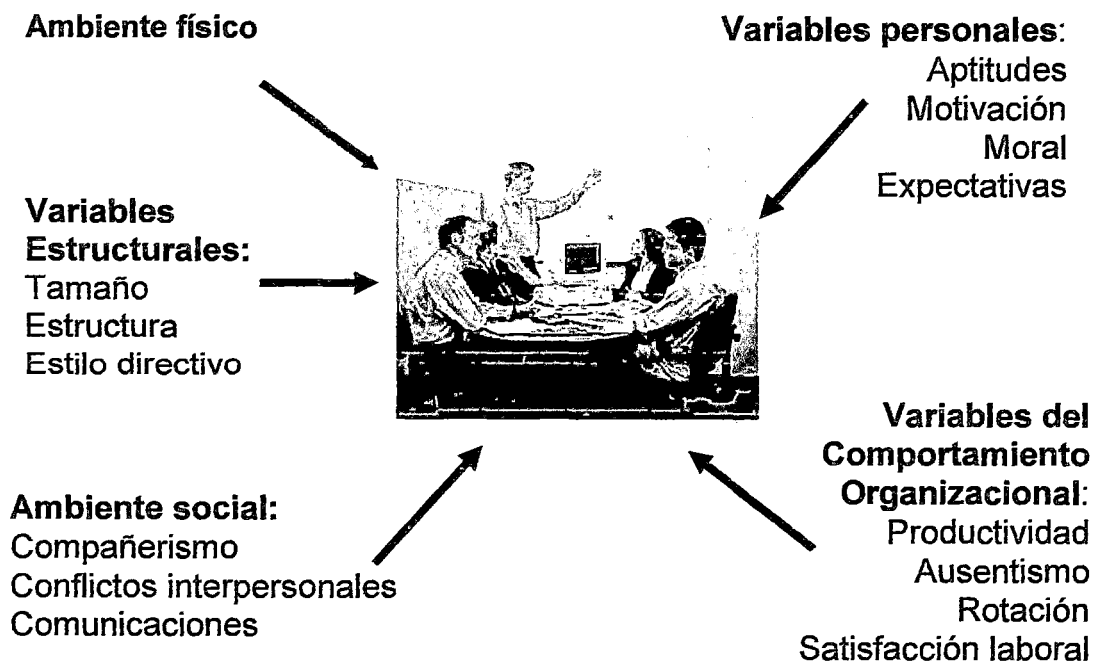 Ambiente físico
Variables
Estructurales:
Tamaño
Estructura
Estilo directivo
Ambiente social:
Compañerismo
Conflictos interpersonales
Comunicaciones
Variables personales:
Aptitudes
Motivación
Moral
Expectativas
Variables del
Comportamiento
Organizacional:
Productividad
Ausentismo
Rotación
Satisfacción laboral